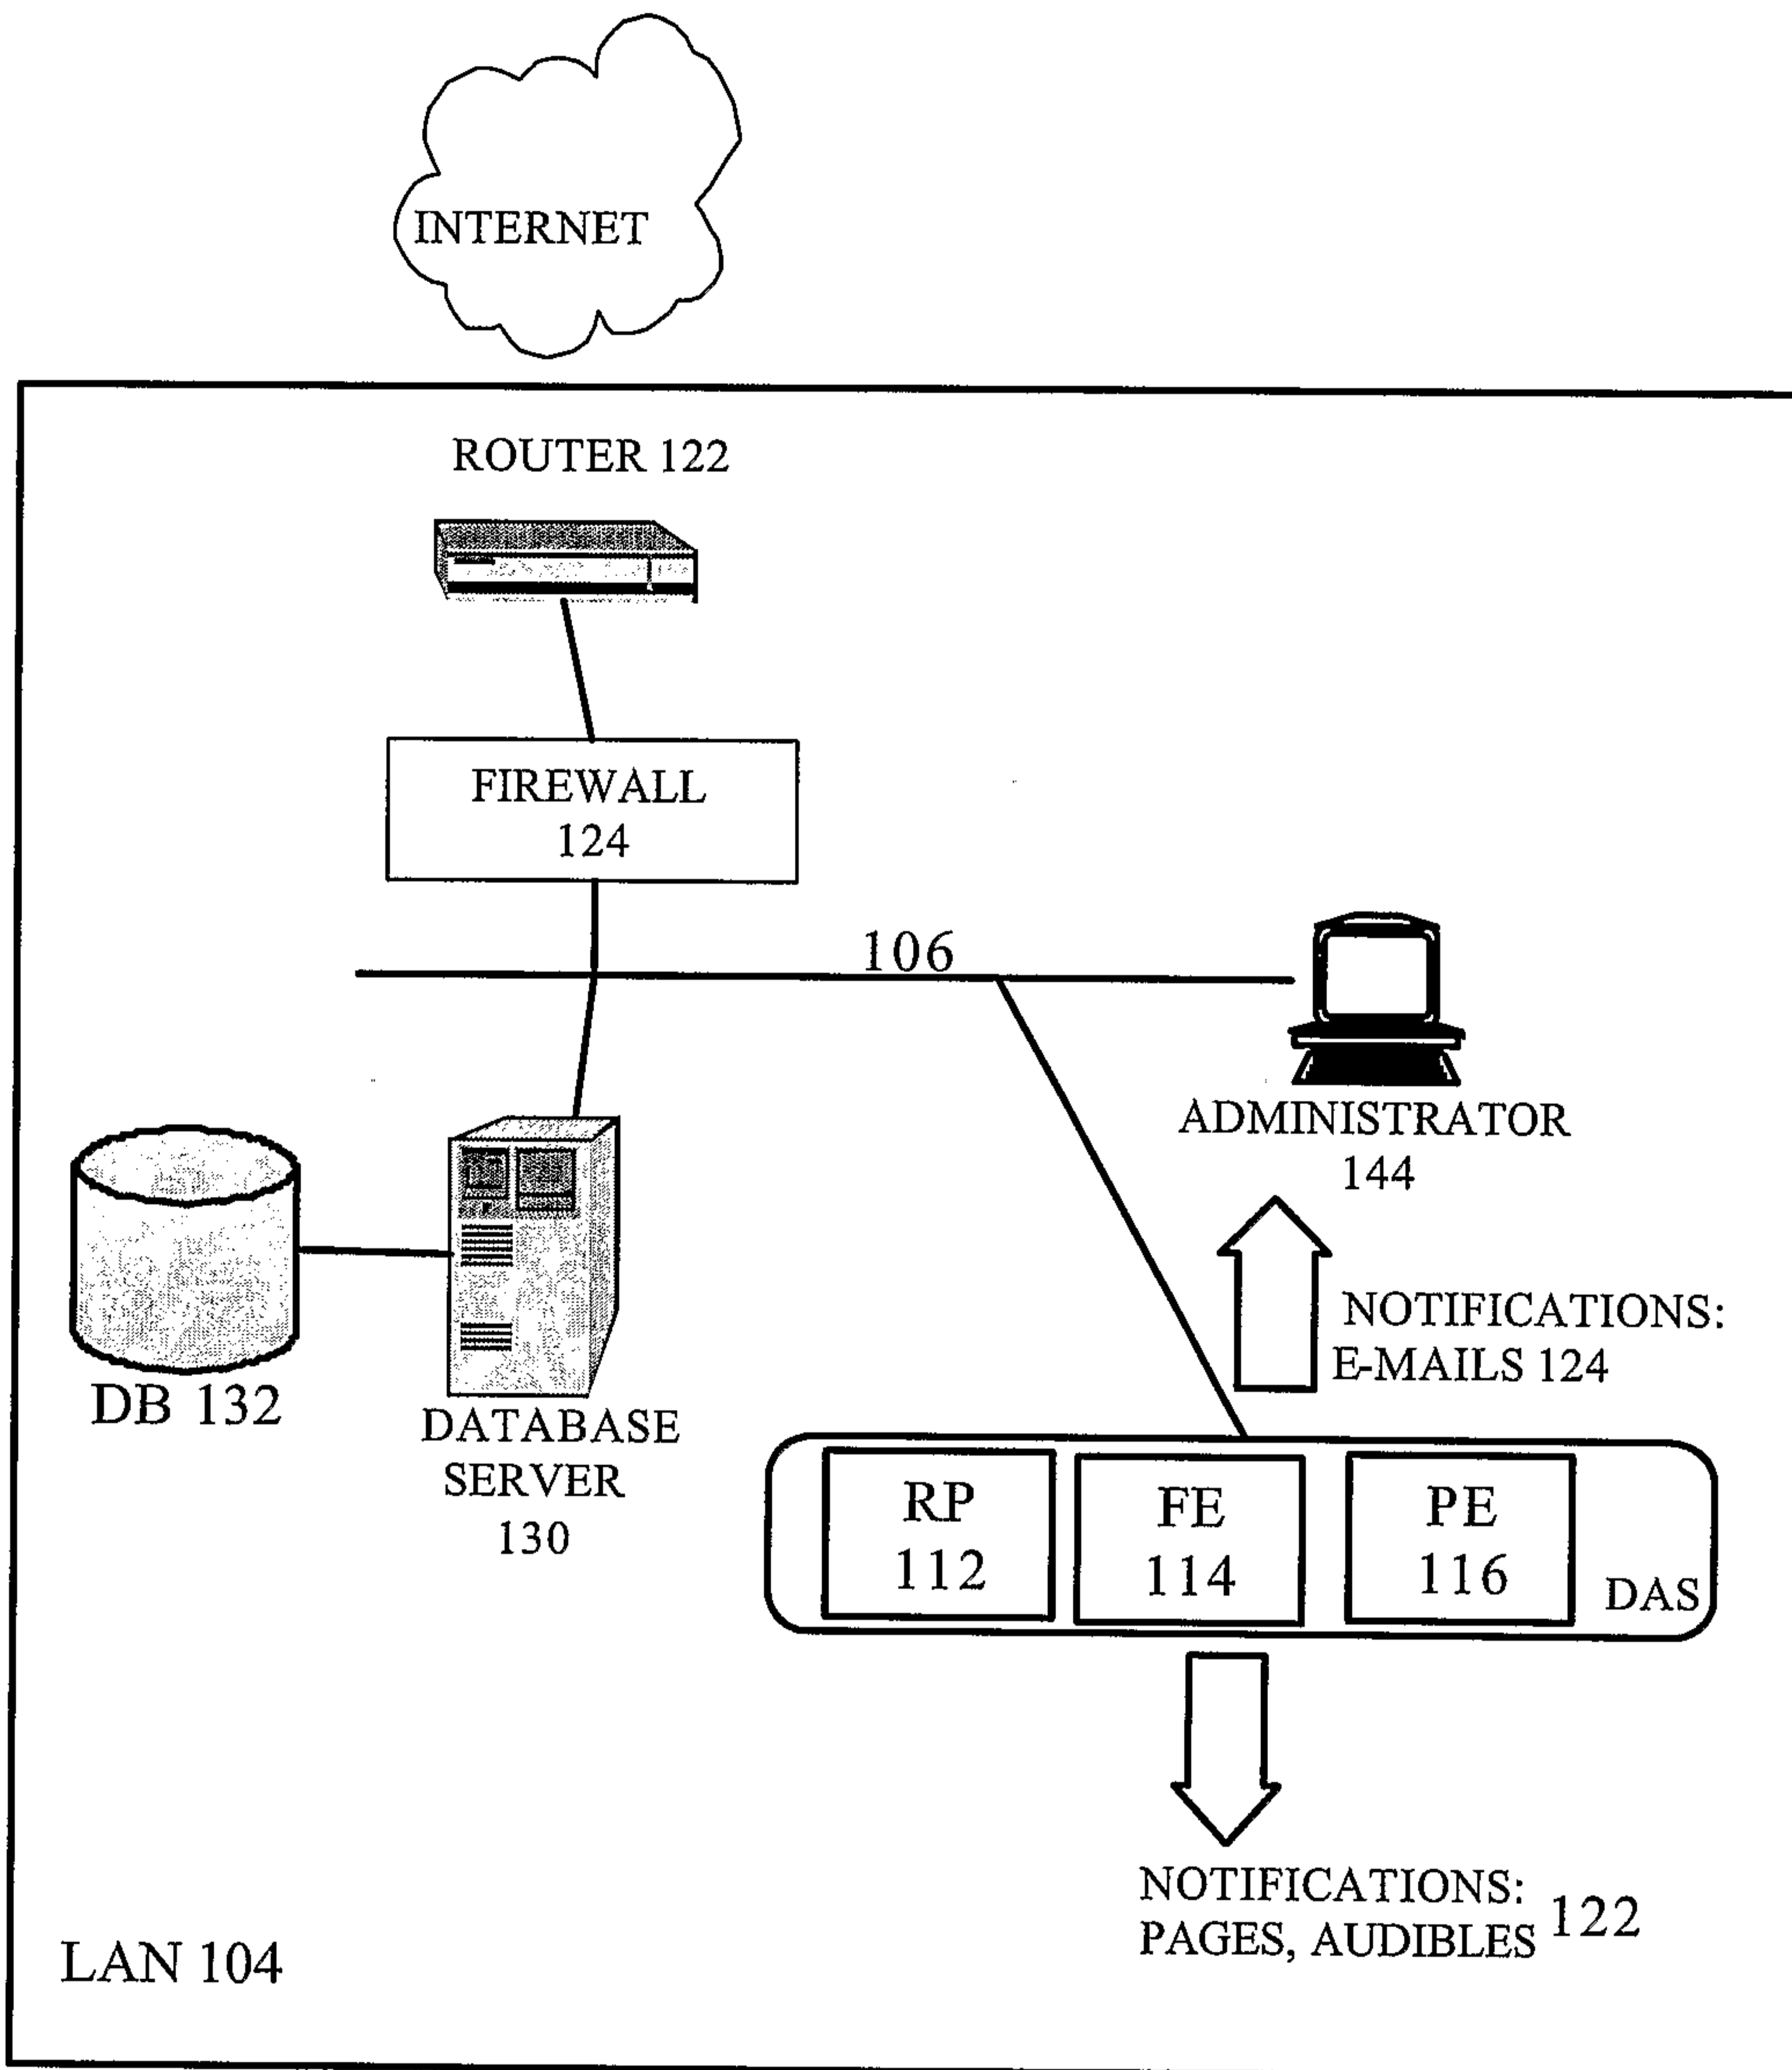 INTERNET
ROUTER 122
FIREWALL
124
106
ADMINISTRATOR
144
NOTIFICATIONS:
E-MAILS 124
DB 132
DATABASE
SERVER
130
RP
112
FE
114
PE
116
DAS
NOTIFICATIONS:
PAGES, AUDIBLES 122
LAN 104